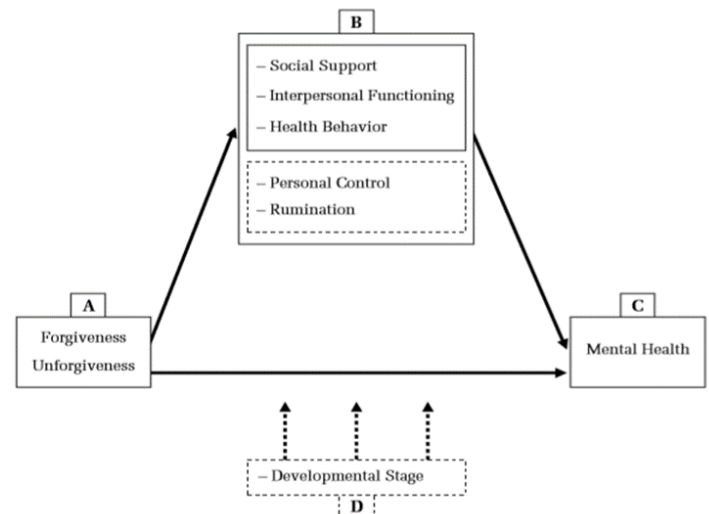 B
– Social Support
– Interpersonal Functioning
– Health Behavior
– Personal Control
– Rumination
A
Forgiveness
Unforgiveness
C
Mental Health
– Developmental Stage
D